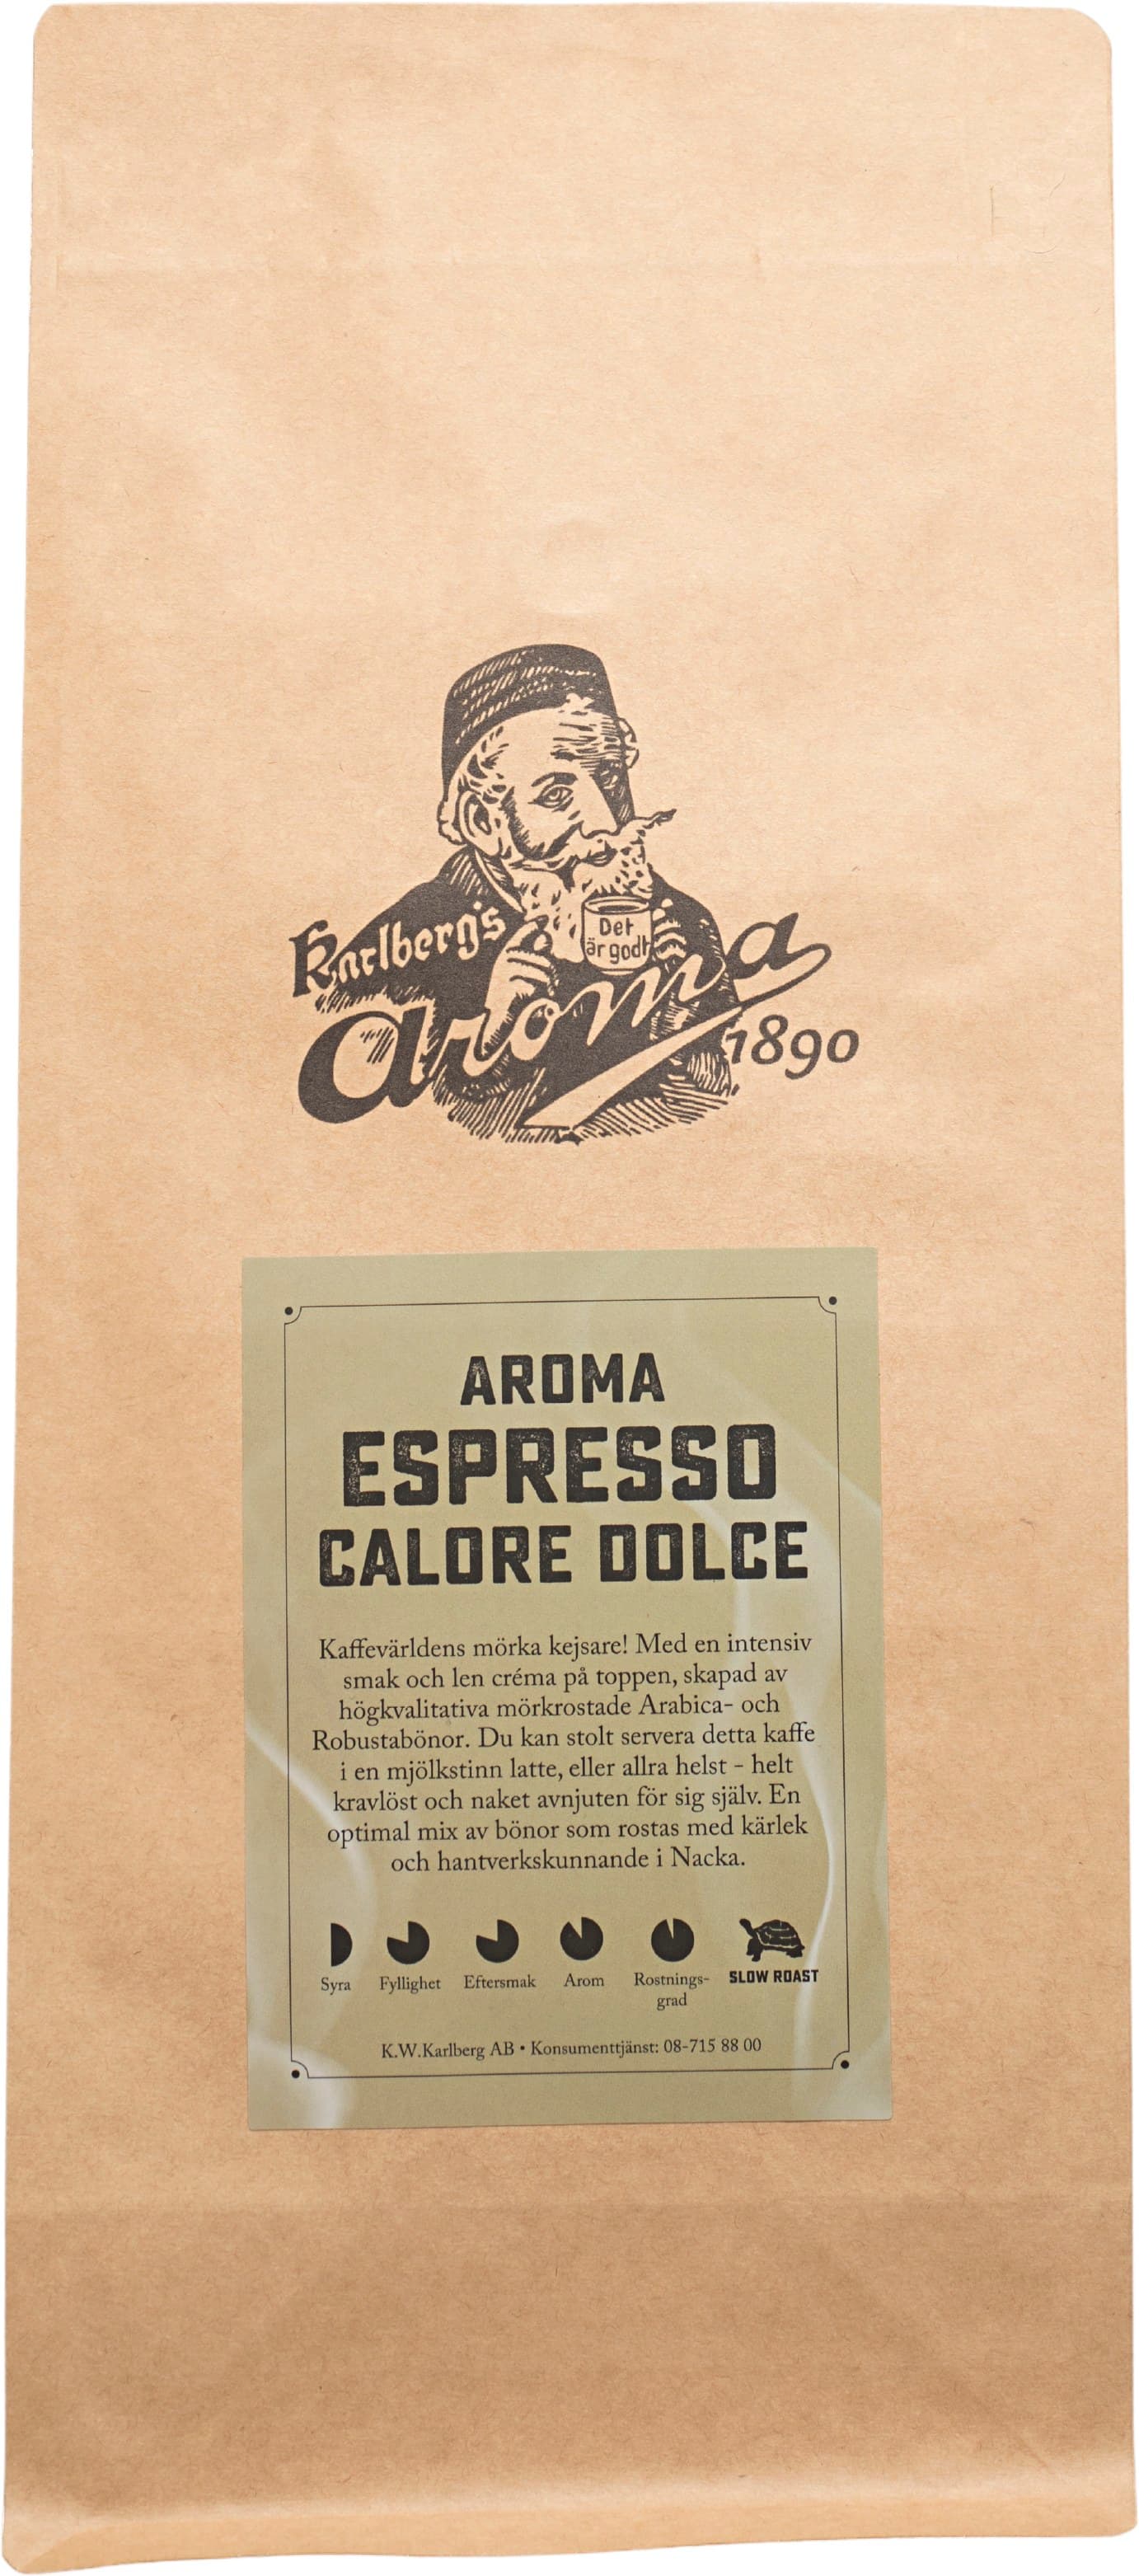 Karlberg's
Det
är godt
Aroma
1890
AROMA
ESPRESSO
CALORE DOLCE
Kaffevärldens mörka kejsare! Med en intensiv
smak och len créma på toppen, skapad av
högkvalitativa mörkrostade Arabica- och
Robustabönor. Du kan stolt servera detta kaffe
i en mjölkstinn latte, eller allra helst - helt
kravlöst och naket avnjuten för sig själv. En
optimal mix av bönor som rostas med kärlek
och hantverkskunnande i Nacka.
Syra Fyllighet Eftersmak Arom Rostnings- SLOW ROAST
grad
K.W.Karlberg AB • Konsumenttjänst: 08-715 88 00